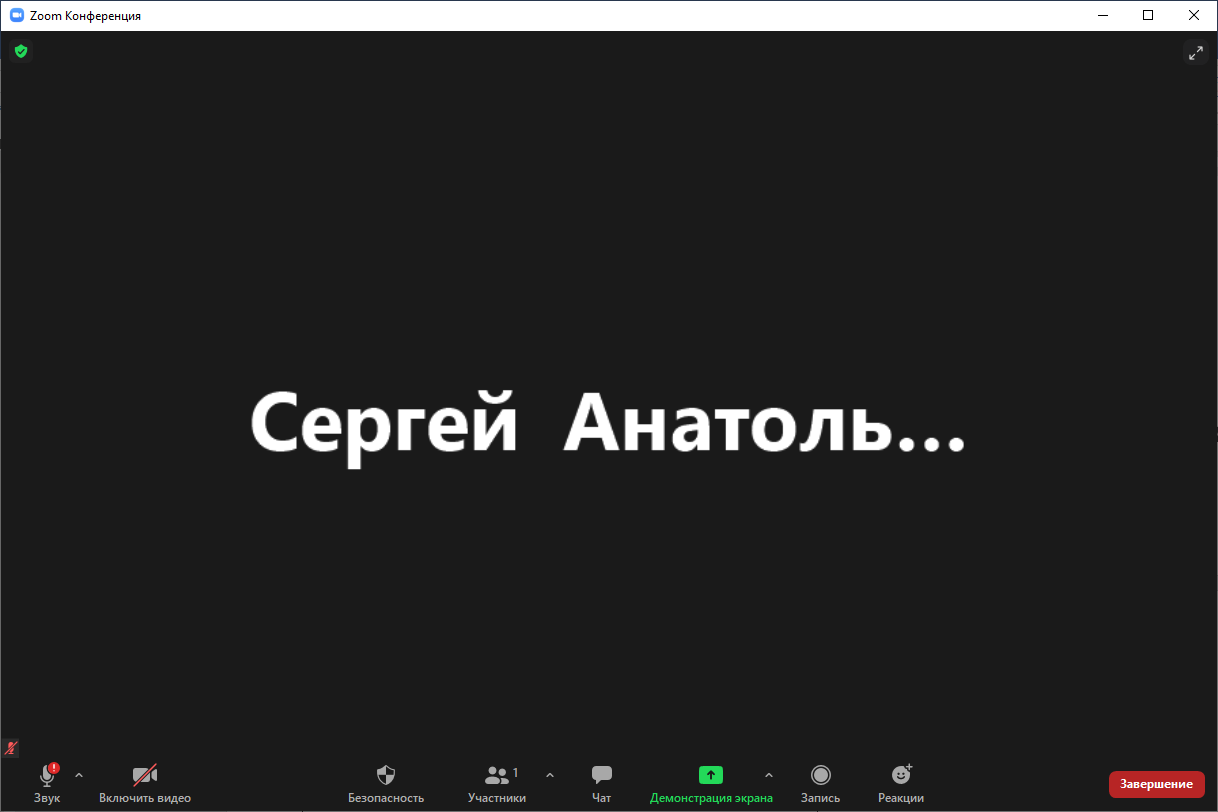 Zoom Конференция
Сергей Анатоль...
1
Звук
Включить видео
Безопасность
Участники
Чат
Демонстрация экрана
Запись
Реакции
Завершение